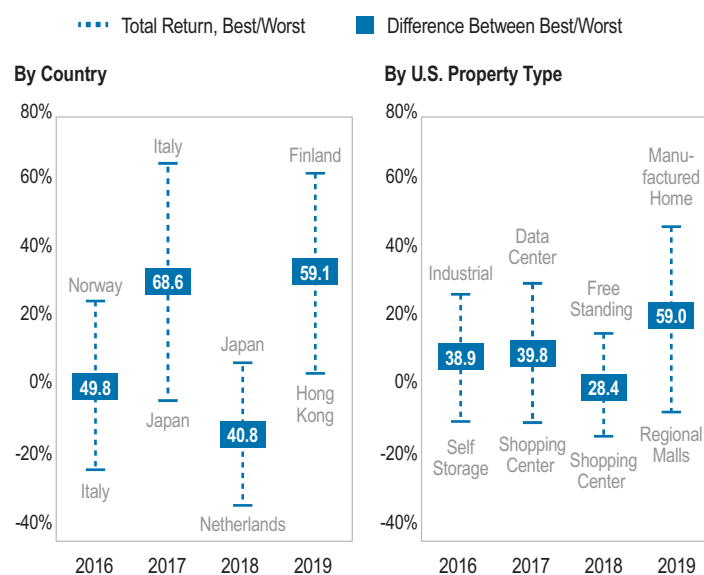 Total Return, Best/Worst
Difference Between Best/Worst
By Country
80%
60%
40%
20%
0%
-20%
-40%
Norway
49.8
Italy
Italy
68.6
Japan
Japan
40.8
Netherlands
Finland
59.1
Hong
Kong
2016
2017
2018
2019
By U.S. Property Type
80%
60%
40%
20%
0%
-20%
-40%
Industrial
38.9
Self
Storage
Data
Center
39.8
Shopping
Center
Free
Standing
28.4
Shopping
Center
Manu-
factured
Home
59.0
Regional
Malls
2016
2017
2018
2019